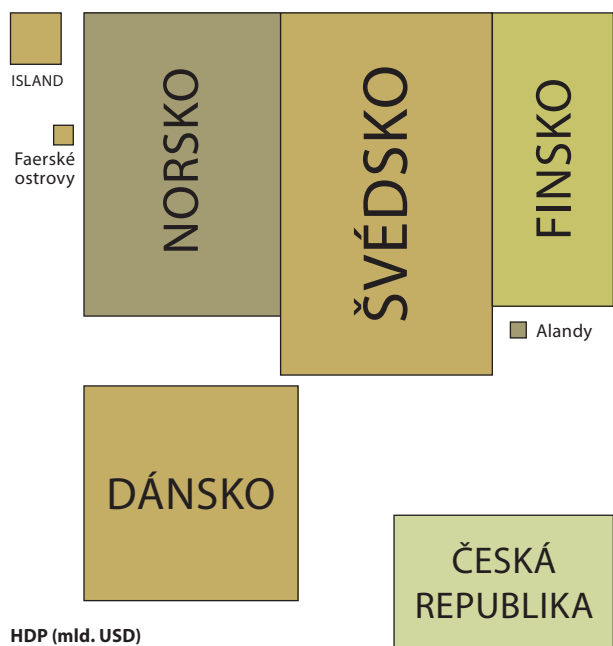 ISLAND
Faerské
ostrovy
NORSKO
ŠVÉDSKO
FINSKO
Alandy
DÁNSKO
ČESKÁ
REPUBLIKA
HDP (mld. USD)